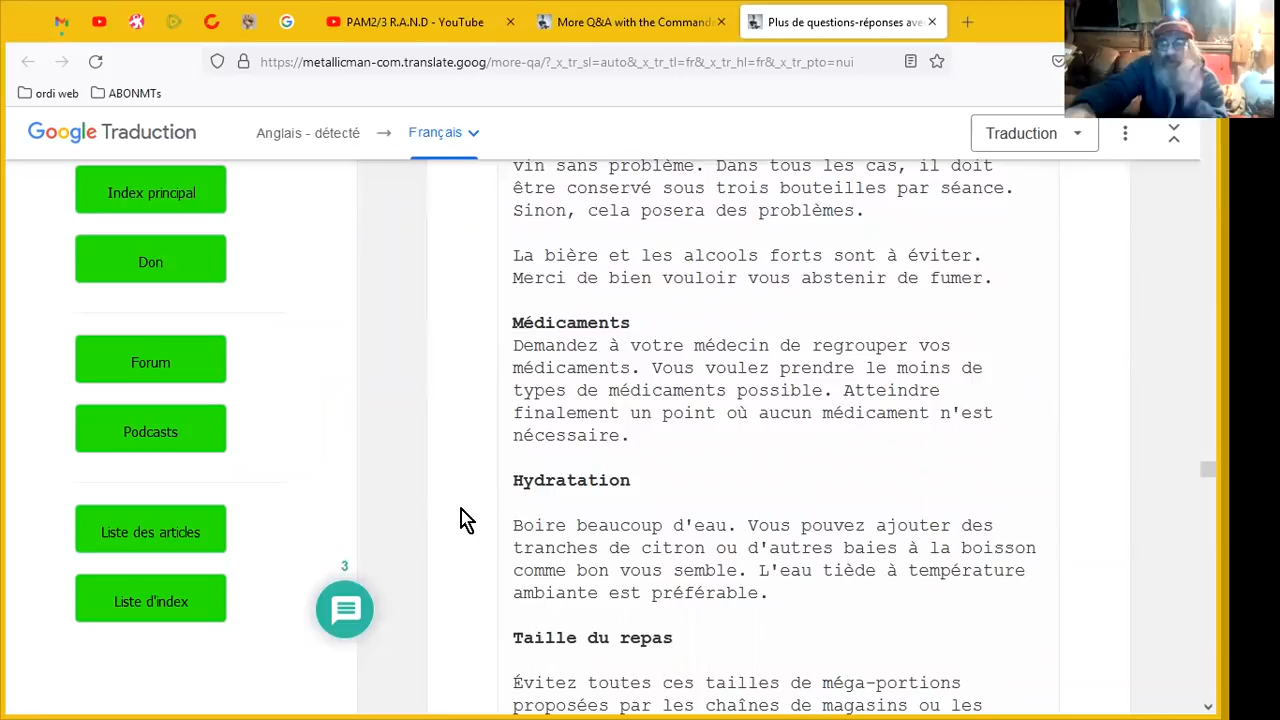 PAM2/3 R.A.N.D - YouTube
More Q&A with the Command
Plus de questions-réponses ave
https://metallicman-com.translate.goog/more-qa/?_x_tr_sl=auto&_x_tr_tl=fr&_x_tr_hl=fr&_x_tr_pto=nui
ordi web
ABONMTs
Google Traduction
Anglais - détecté
Français
Traduction
Index principal
Don
Forum
Podcasts
Liste des articles
Liste d'index
3
vin sans problème. Dans tous les cas, il doit
être conservé sous trois bouteilles par séance.
Sinon, cela posera des problèmes.
La bière et les alcools forts sont à éviter.
Merci de bien vouloir vous abstenir de fumer.
Médicaments
Demandez à votre médecin de regrouper vos
médicaments. Vous voulez prendre le moins de
types de médicaments possible. Atteindre
finalement un point où aucun médicament n'est
nécessaire.
Hydratation
Boire beaucoup d'eau. Vous pouvez ajouter des
tranches de citron ou d'autres baies à la boisson
comme bon vous semble. L'eau tiède à température
ambiante est préférable.
Taille du repas
Évitez toutes ces tailles de méga-portions
proposées par les chaînes de magasins ou les